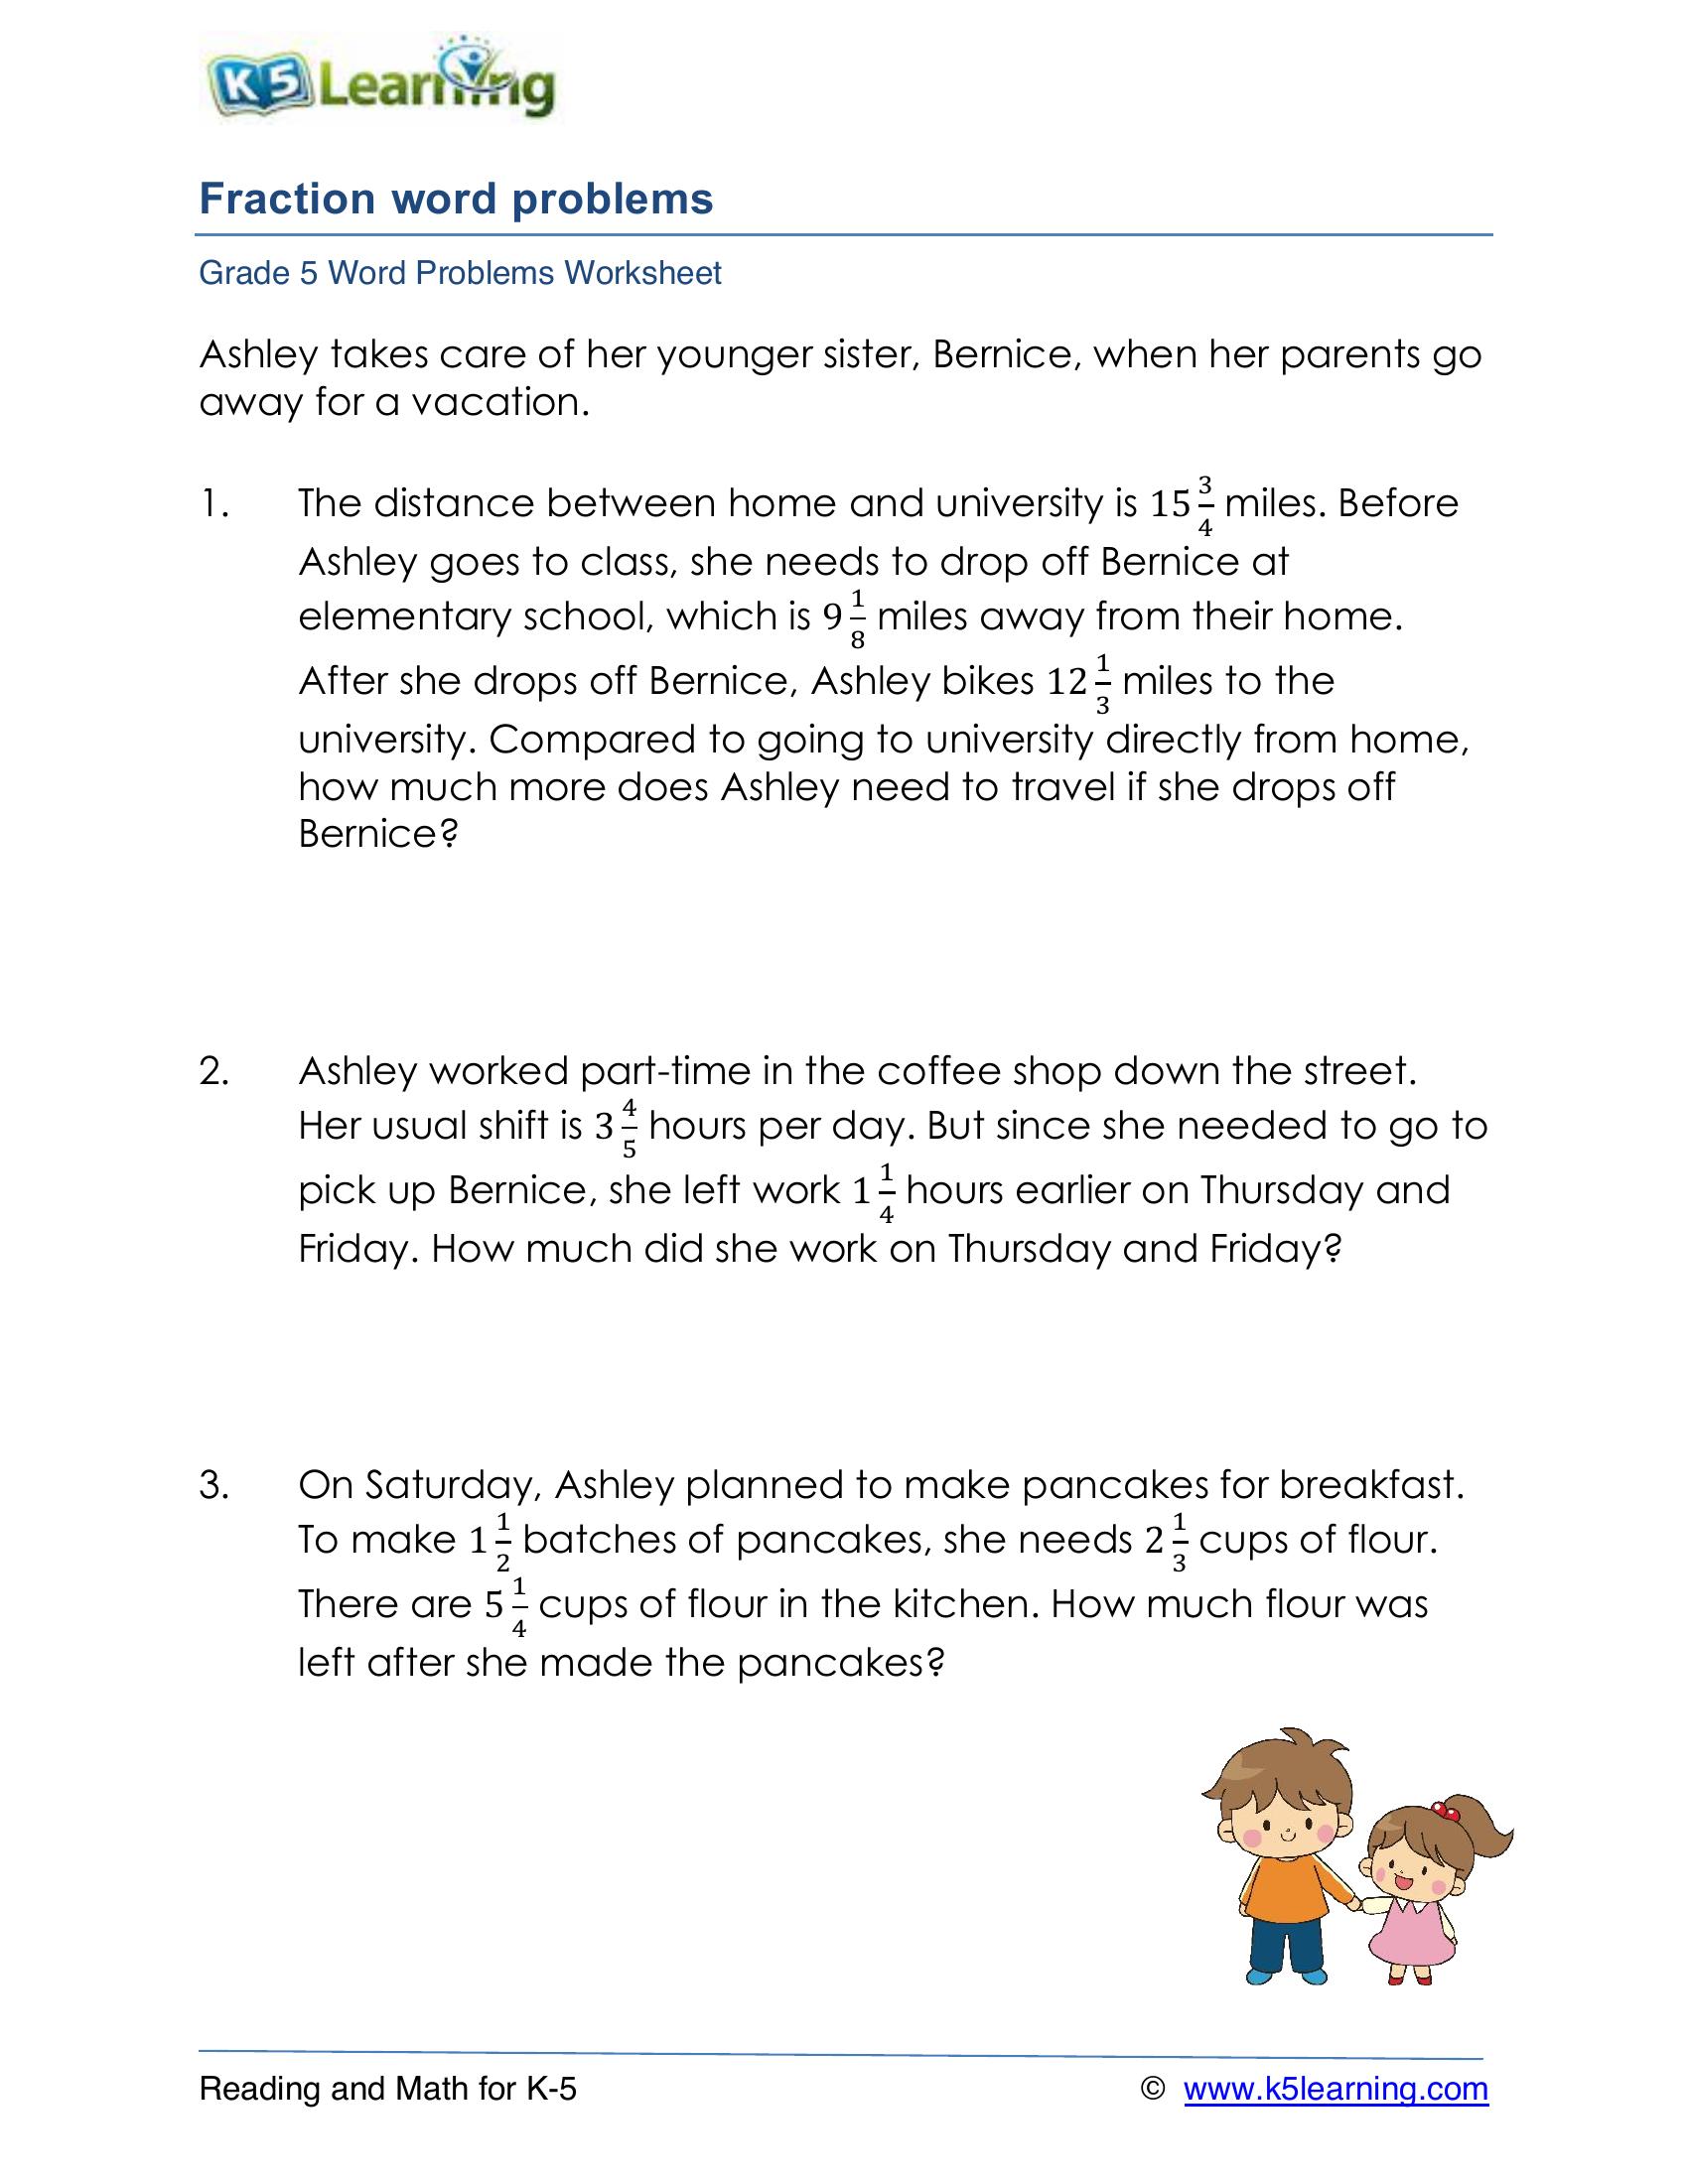 K5 Learning
Fraction word problems
Grade 5 Word Problems Worksheet
Ashley takes care of her younger sister, Bernice, when her parents go
away for a vacation.
1. The distance between home and university is 15 3/4 miles. Before
Ashley goes to class, she needs to drop off Bernice at
elementary school, which is 9 1/8 miles away from their home.
After she drops off Bernice, Ashley bikes 12 1/3 miles to the
university. Compared to going to university directly from home,
how much more does Ashley need to travel if she drops off
Bernice?
2. Ashley worked part-time in the coffee shop down the street.
Her usual shift is 3 4/5 hours per day. But since she needed to go to
pick up Bernice, she left work 1 1/4 hours earlier on Thursday and
Friday. How much did she work on Thursday and Friday?
3. On Saturday, Ashley planned to make pancakes for breakfast.
To make 1 1/2 batches of pancakes, she needs 2 1/3 cups of flour.
There are 5 1/4 cups of flour in the kitchen. How much flour was
left after she made the pancakes?
Reading and Math for K-5 © www.k5learning.com